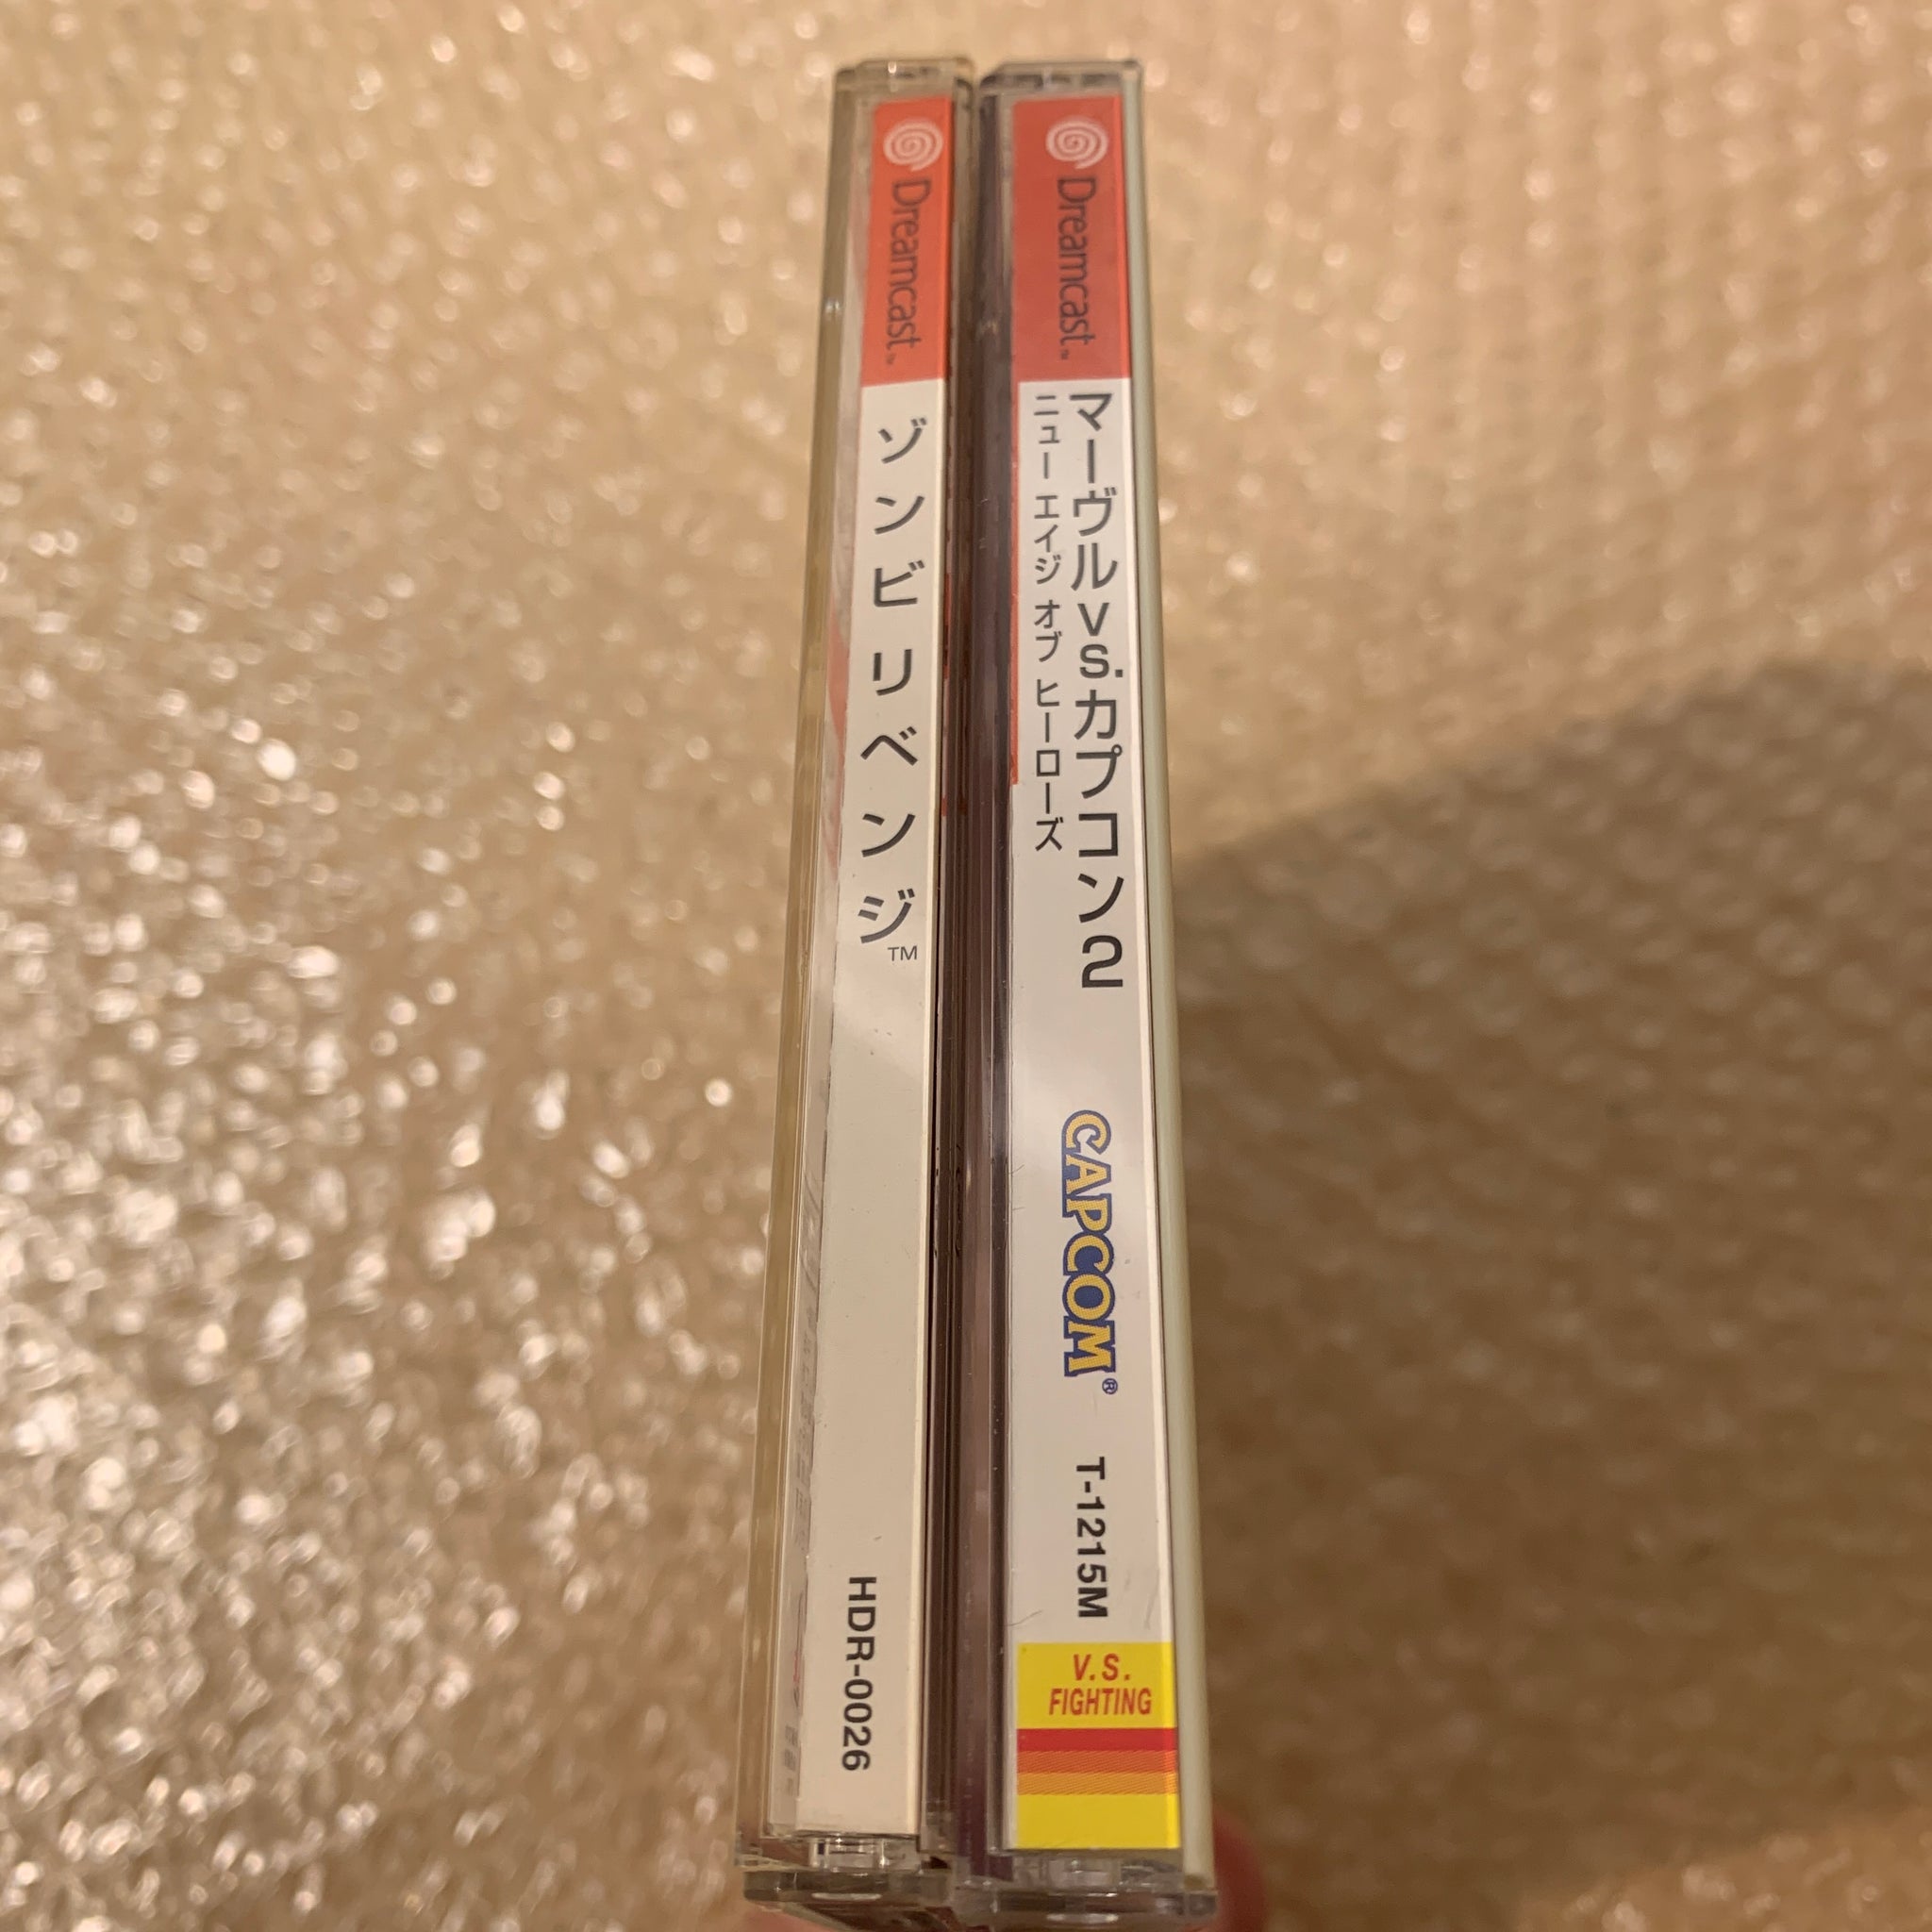 Dreamcast™
ゾンビリベンジ™
HDR-0026
Dreamcast™
マーヴルvs.カプコン2
ニュー エイジ オブ ヒーローズ
CAPCOM®
T-1215M
V.S.
FIGHTING